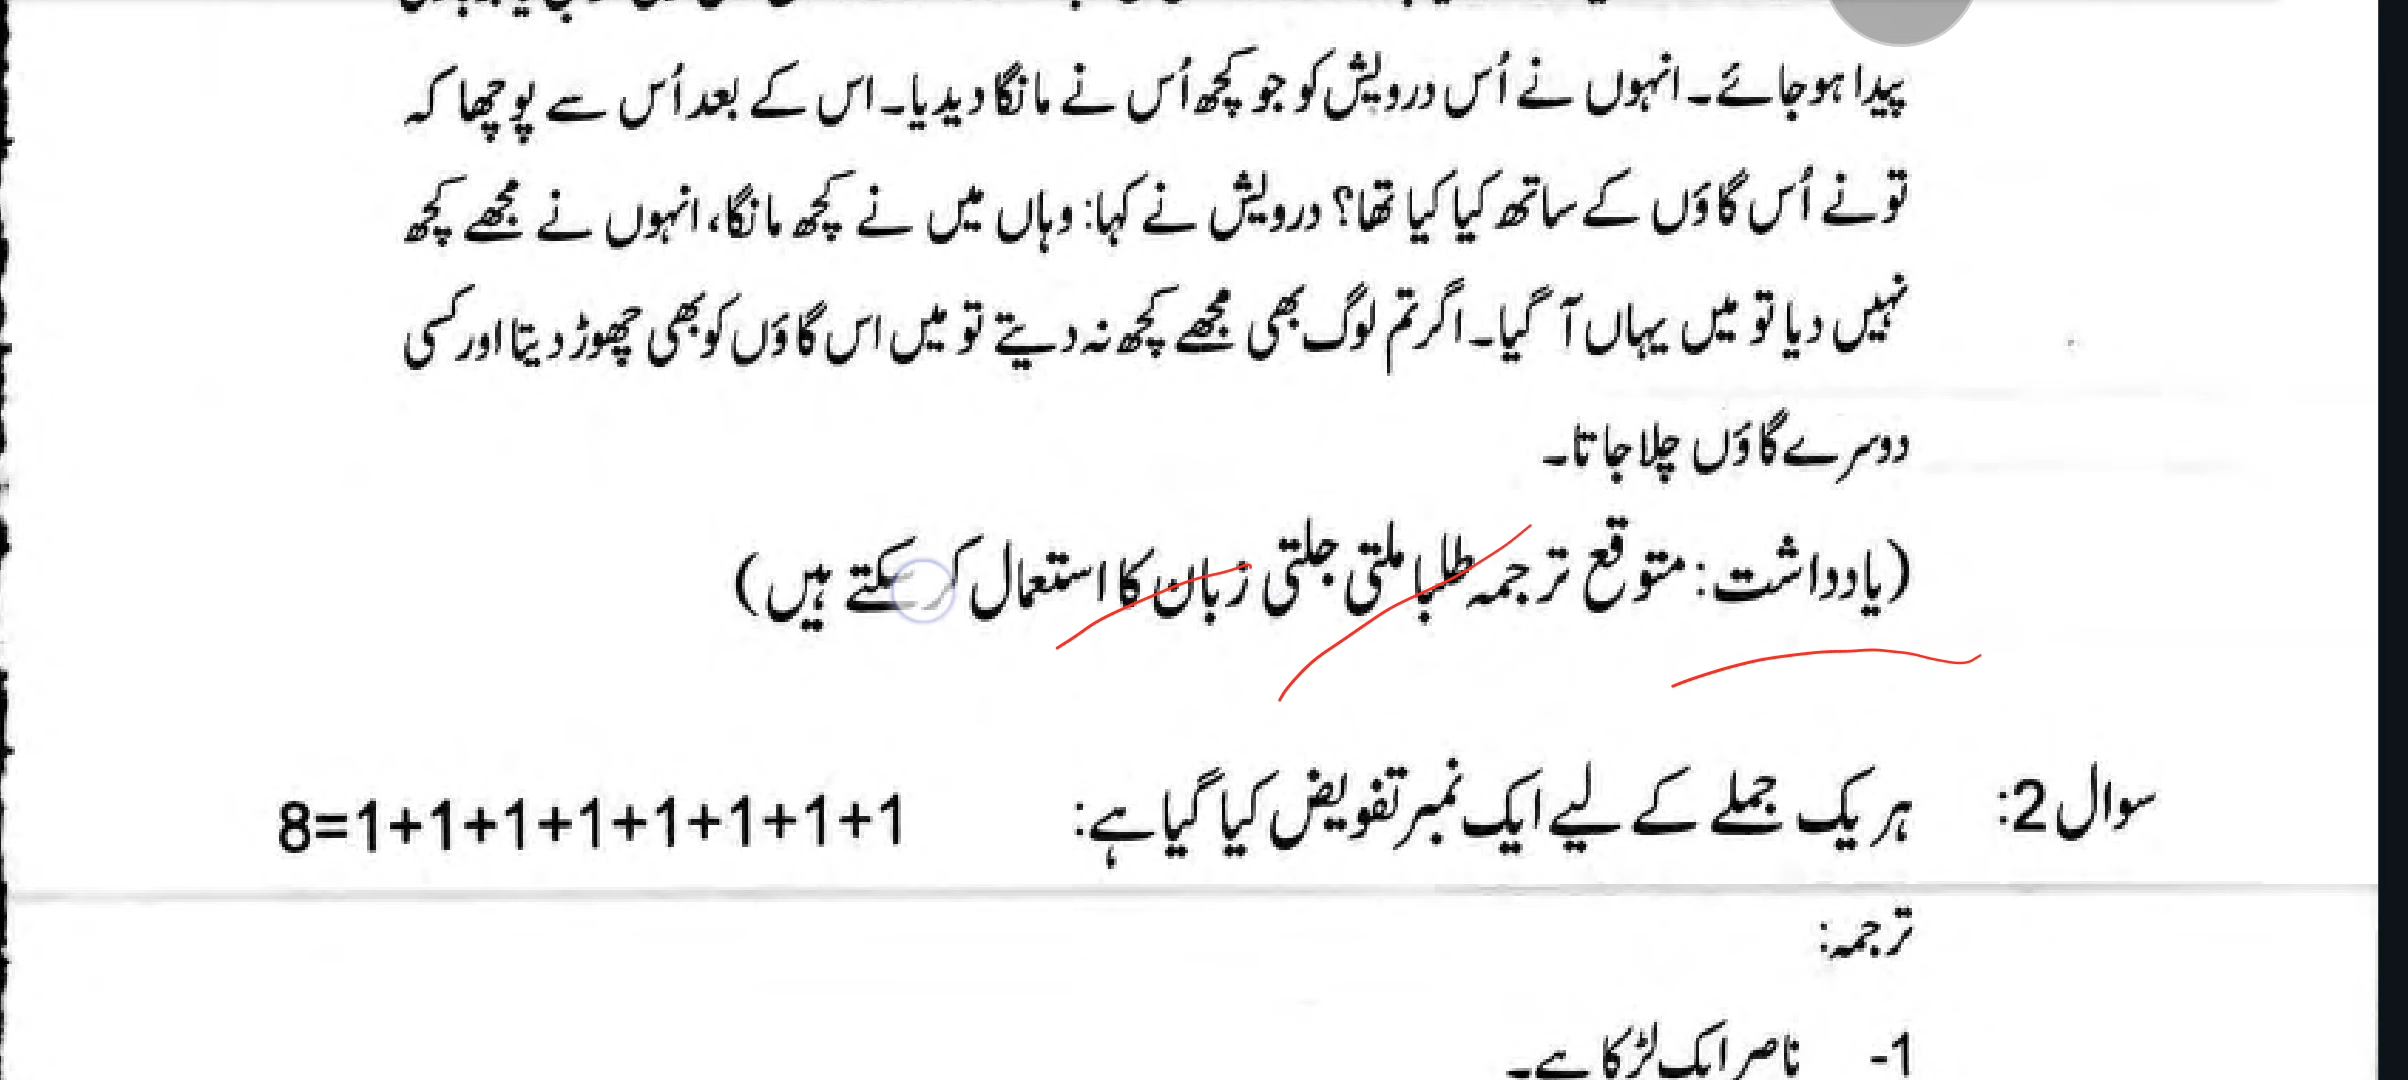 پیدا ہوجائے۔ انہوں نے اُس درویش کو جو کچھ اُس نے مانگا دیدیا۔ اس کے بعد اُس سے پوچھا کہ
تو نے اُس گاؤں کے ساتھ کیا کیا تھا؟ درویش نے کہا: وہاں میں نے کچھ مانگا، انہوں نے مجھے کچھ
نہیں دیا تو میں یہاں آگیا۔ اگر تم لوگ بھی مجھے کچھ نہ دیتے تو میں اس گاؤں کو بھی چھوڑ دیتا اور کسی
دوسرے گاؤں چلا جاتا۔
(یادداشت: متوقع ترجمہ طلبا ملتی جلتی زبان کا استعمال کر سکتے ہیں)
سوال 2: ہر یک جملے کے لیے ایک نمبر تفویض کیا گیا ہے: 8=1+1+1+1+1+1+1+1
ترجمہ:
1- ناصر ایک لڑکا ہے۔